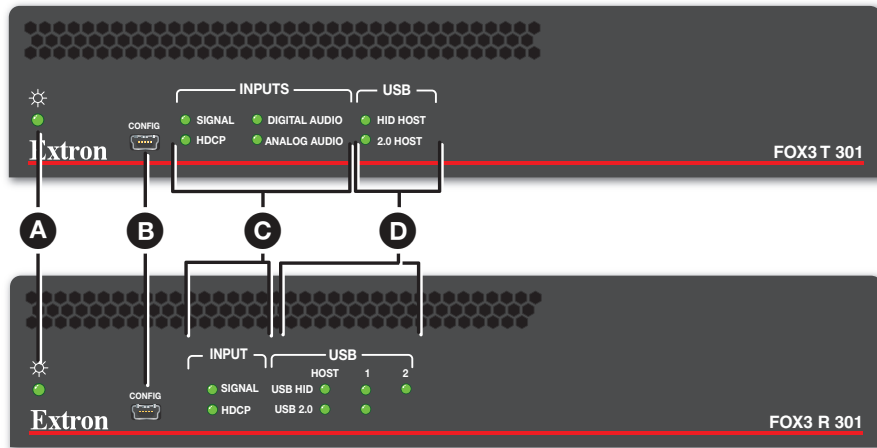 INPUTS USB
CONFIG SIGNAL DIGITAL AUDIO HID HOST
HDCP ANALOG AUDIO 2.0 HOST
Extron FOX3 T 301
A B C D
INPUT USB
HOST 1 2
CONFIG SIGNAL USB HID
HDCP USB 2.0
Extron FOX3 R 301